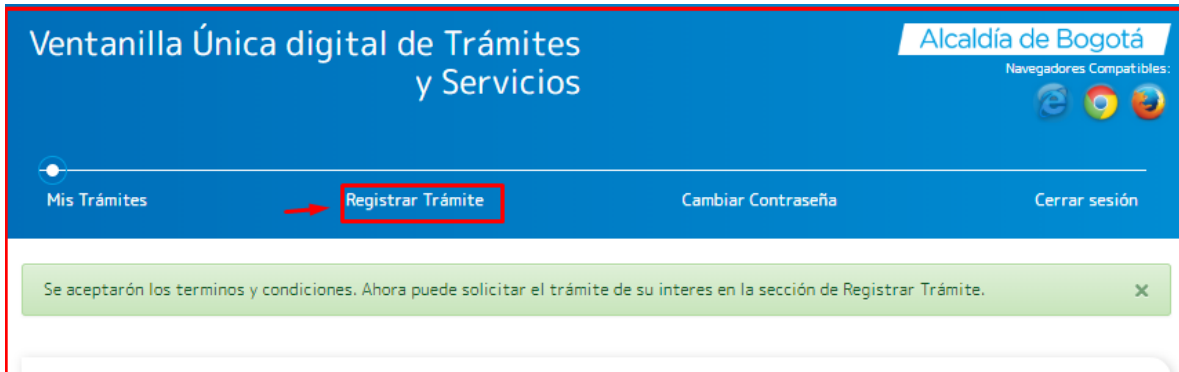 Ventanilla Única digital de Trámites
y Servicios
Alcaldía de Bogotá
Navegadores Compatibles:
Mis Trámites
Registrar Trámite
Cambiar Contraseña
Cerrar sesión
Se aceptarón los terminos y condiciones. Ahora puede solicitar el trámite de su interes en la sección de Registrar Trámite.
×